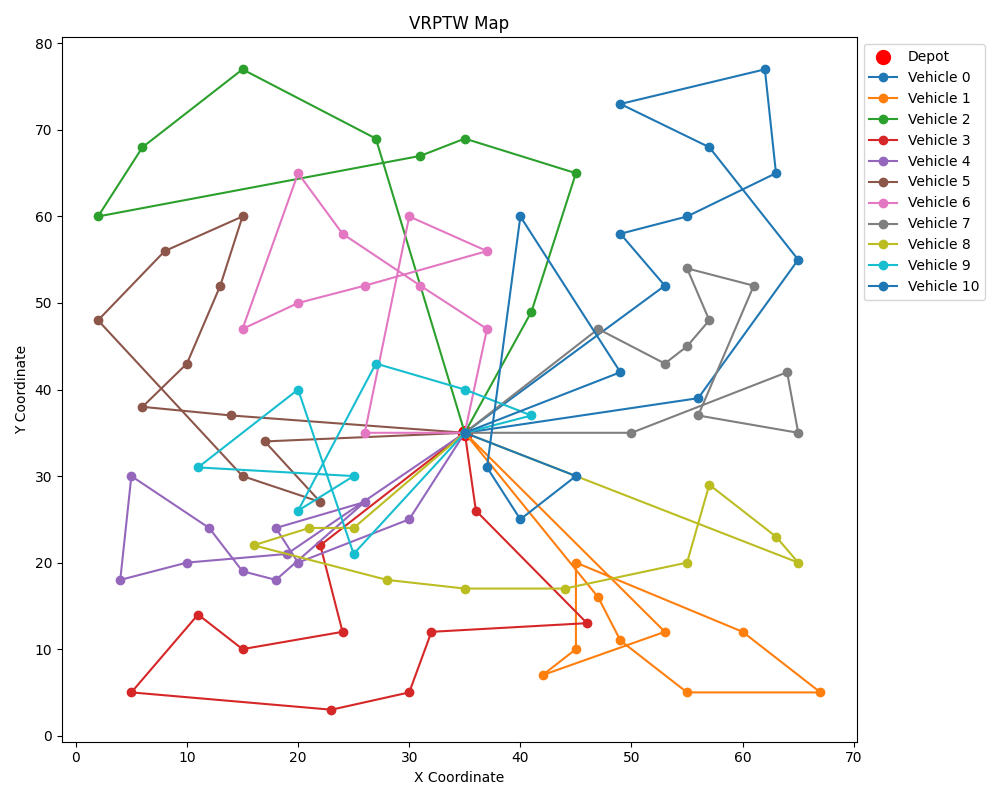 VRPTW Map
Y Coordinate
80
70
60
50
40
30
20
10
0
0 10 20 30 40 50 60 70
X Coordinate
Depot
Vehicle 0
Vehicle 1
Vehicle 2
Vehicle 3
Vehicle 4
Vehicle 5
Vehicle 6
Vehicle 7
Vehicle 8
Vehicle 9
Vehicle 10